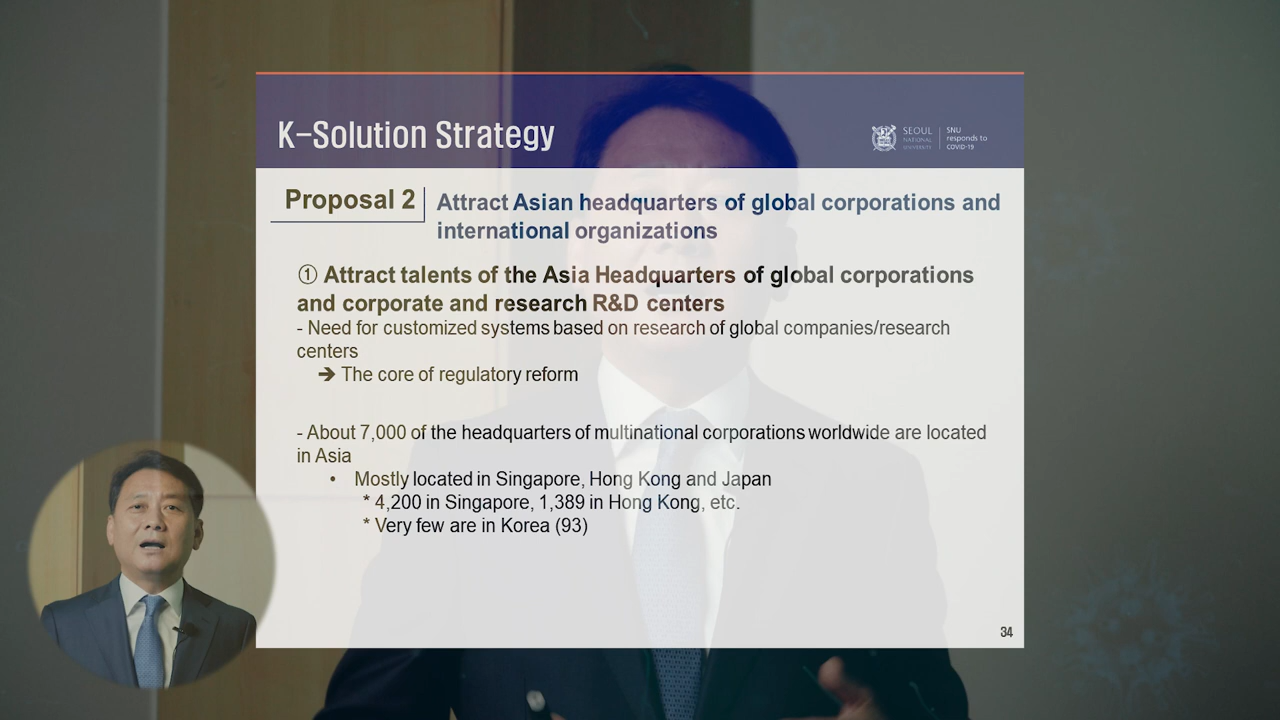 K-Solution Strategy
SEOUL
NATIONAL
UNIVERSITY
SNU
responds to
COVID-19
Proposal 2
Attract Asian headquarters of global corporations and
international organizations
① Attract talents of the Asia Headquarters of global corporations
and corporate and research R&D centers
- Need for customized systems based on research of global companies/research
centers
➔ The core of regulatory reform
- About 7,000 of the headquarters of multinational corporations worldwide are located
in Asia
• Mostly located in Singapore, Hong Kong and Japan
* 4,200 in Singapore, 1,389 in Hong Kong, etc.
* Very few are in Korea (93)
34